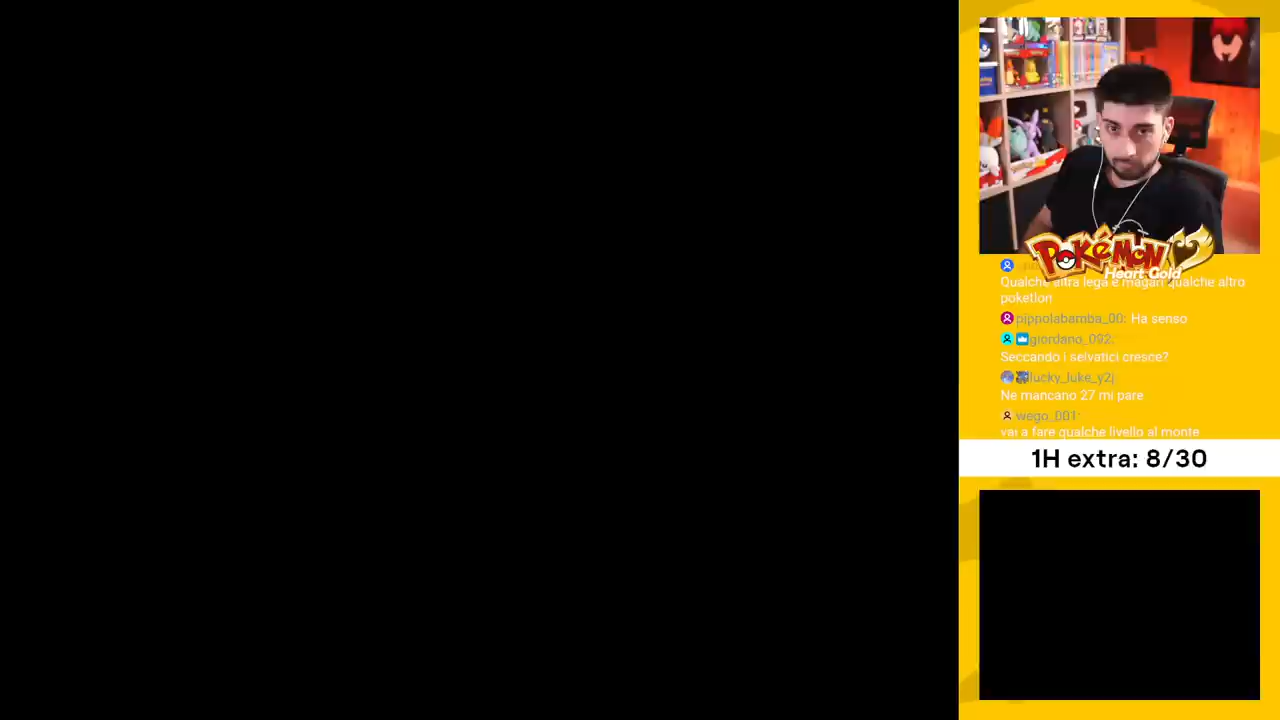 POKéMON
Heart Gold
Qualche altra lega e magari qualche altro
poketlon
pippolabamba_00: Ha senso
giordano_092:
Seccando i selvatici cresce?
lucky_luke_y2j:
Ne mancano 27 mi pare
wego_001:
vai a fare qualche livello al monte
1H extra: 8/30